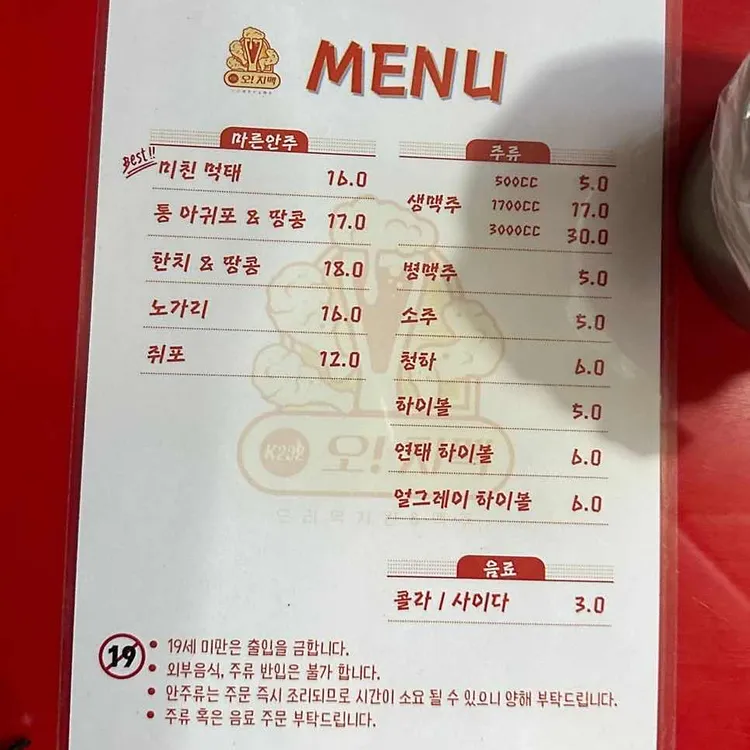 오! 치맥
MENU
마른안주
Best!!
미친 먹태 16.0
통 아귀포 & 땅콩 17.0
한치 & 땅콩 18.0
노가리 16.0
쥐포 12.0
주류
생맥주
500CC 5.0
1700CC 17.0
3000CC 30.0
병맥주 5.0
소주 5.0
청하 6.0
하이볼 5.0
연태 하이볼 6.0
얼그레이 하이볼 6.0
오! 치맥
음료
콜라 / 사이다 3.0
19
• 19세 미만은 출입을 금합니다.
• 외부음식, 주류 반입은 불가 합니다.
• 안주류는 주문 즉시 조리되므로 시간이 소요 될 수 있으니 양해 부탁드립니다.
• 주류 혹은 음료 주문 부탁드립니다.